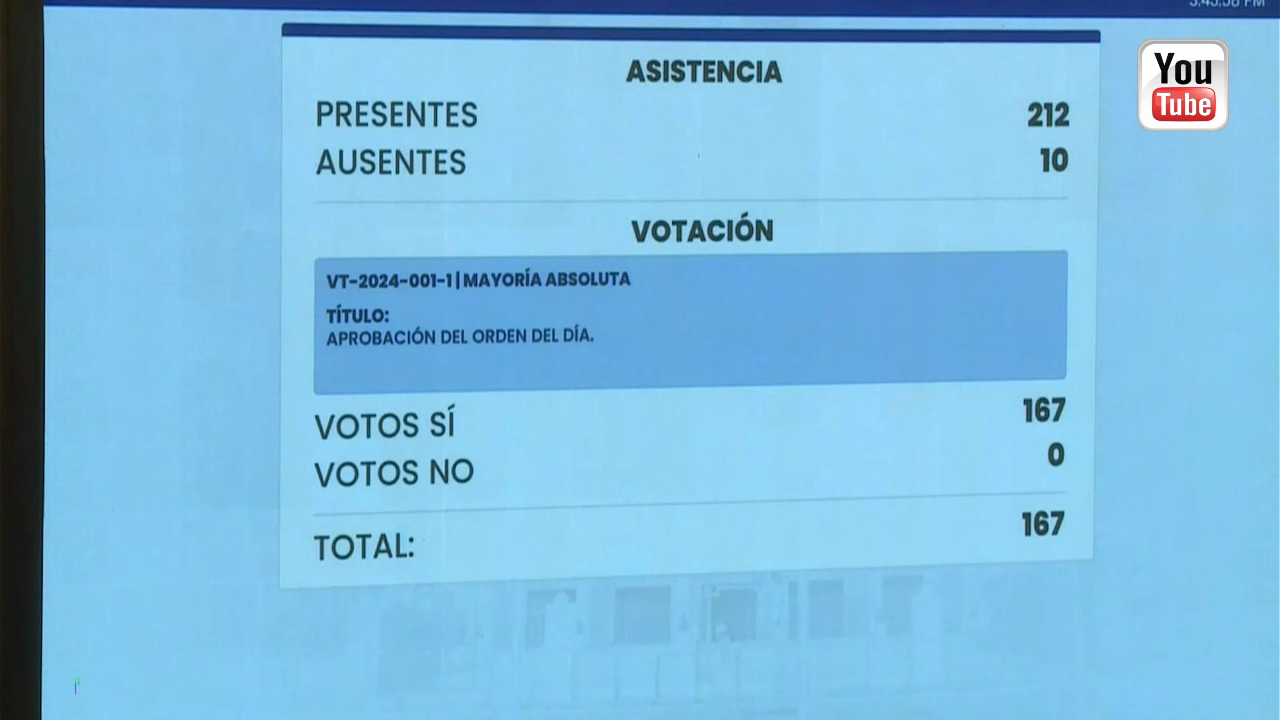 You
Tube
ASISTENCIA
PRESENTES 212
AUSENTES 10
VOTACIÓN
VT-2024-001-1 | MAYORÍA ABSOLUTA
TÍTULO:
APROBACIÓN DEL ORDEN DEL DÍA.
VOTOS SÍ 167
VOTOS NO 0
TOTAL: 167